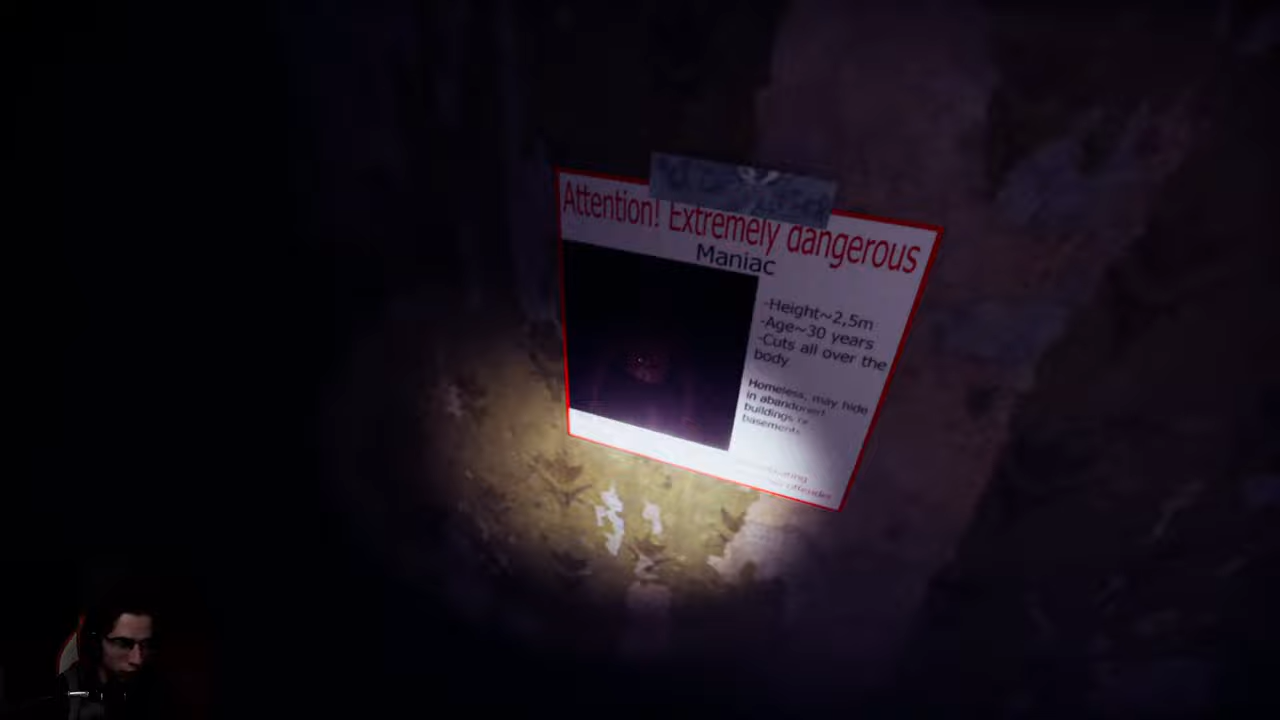 Attention! Extremely dangerous
Maniac
-Height~2,5m
-Age~30 years
-Cuts all over the
body
Homeless, may hide
in abandoned
buildings or
basements
offender